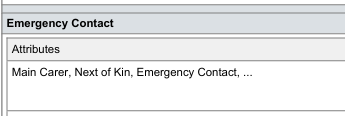 Emergency Contact
Attributes
Main Carer, Next of Kin, Emergency Contact, ...